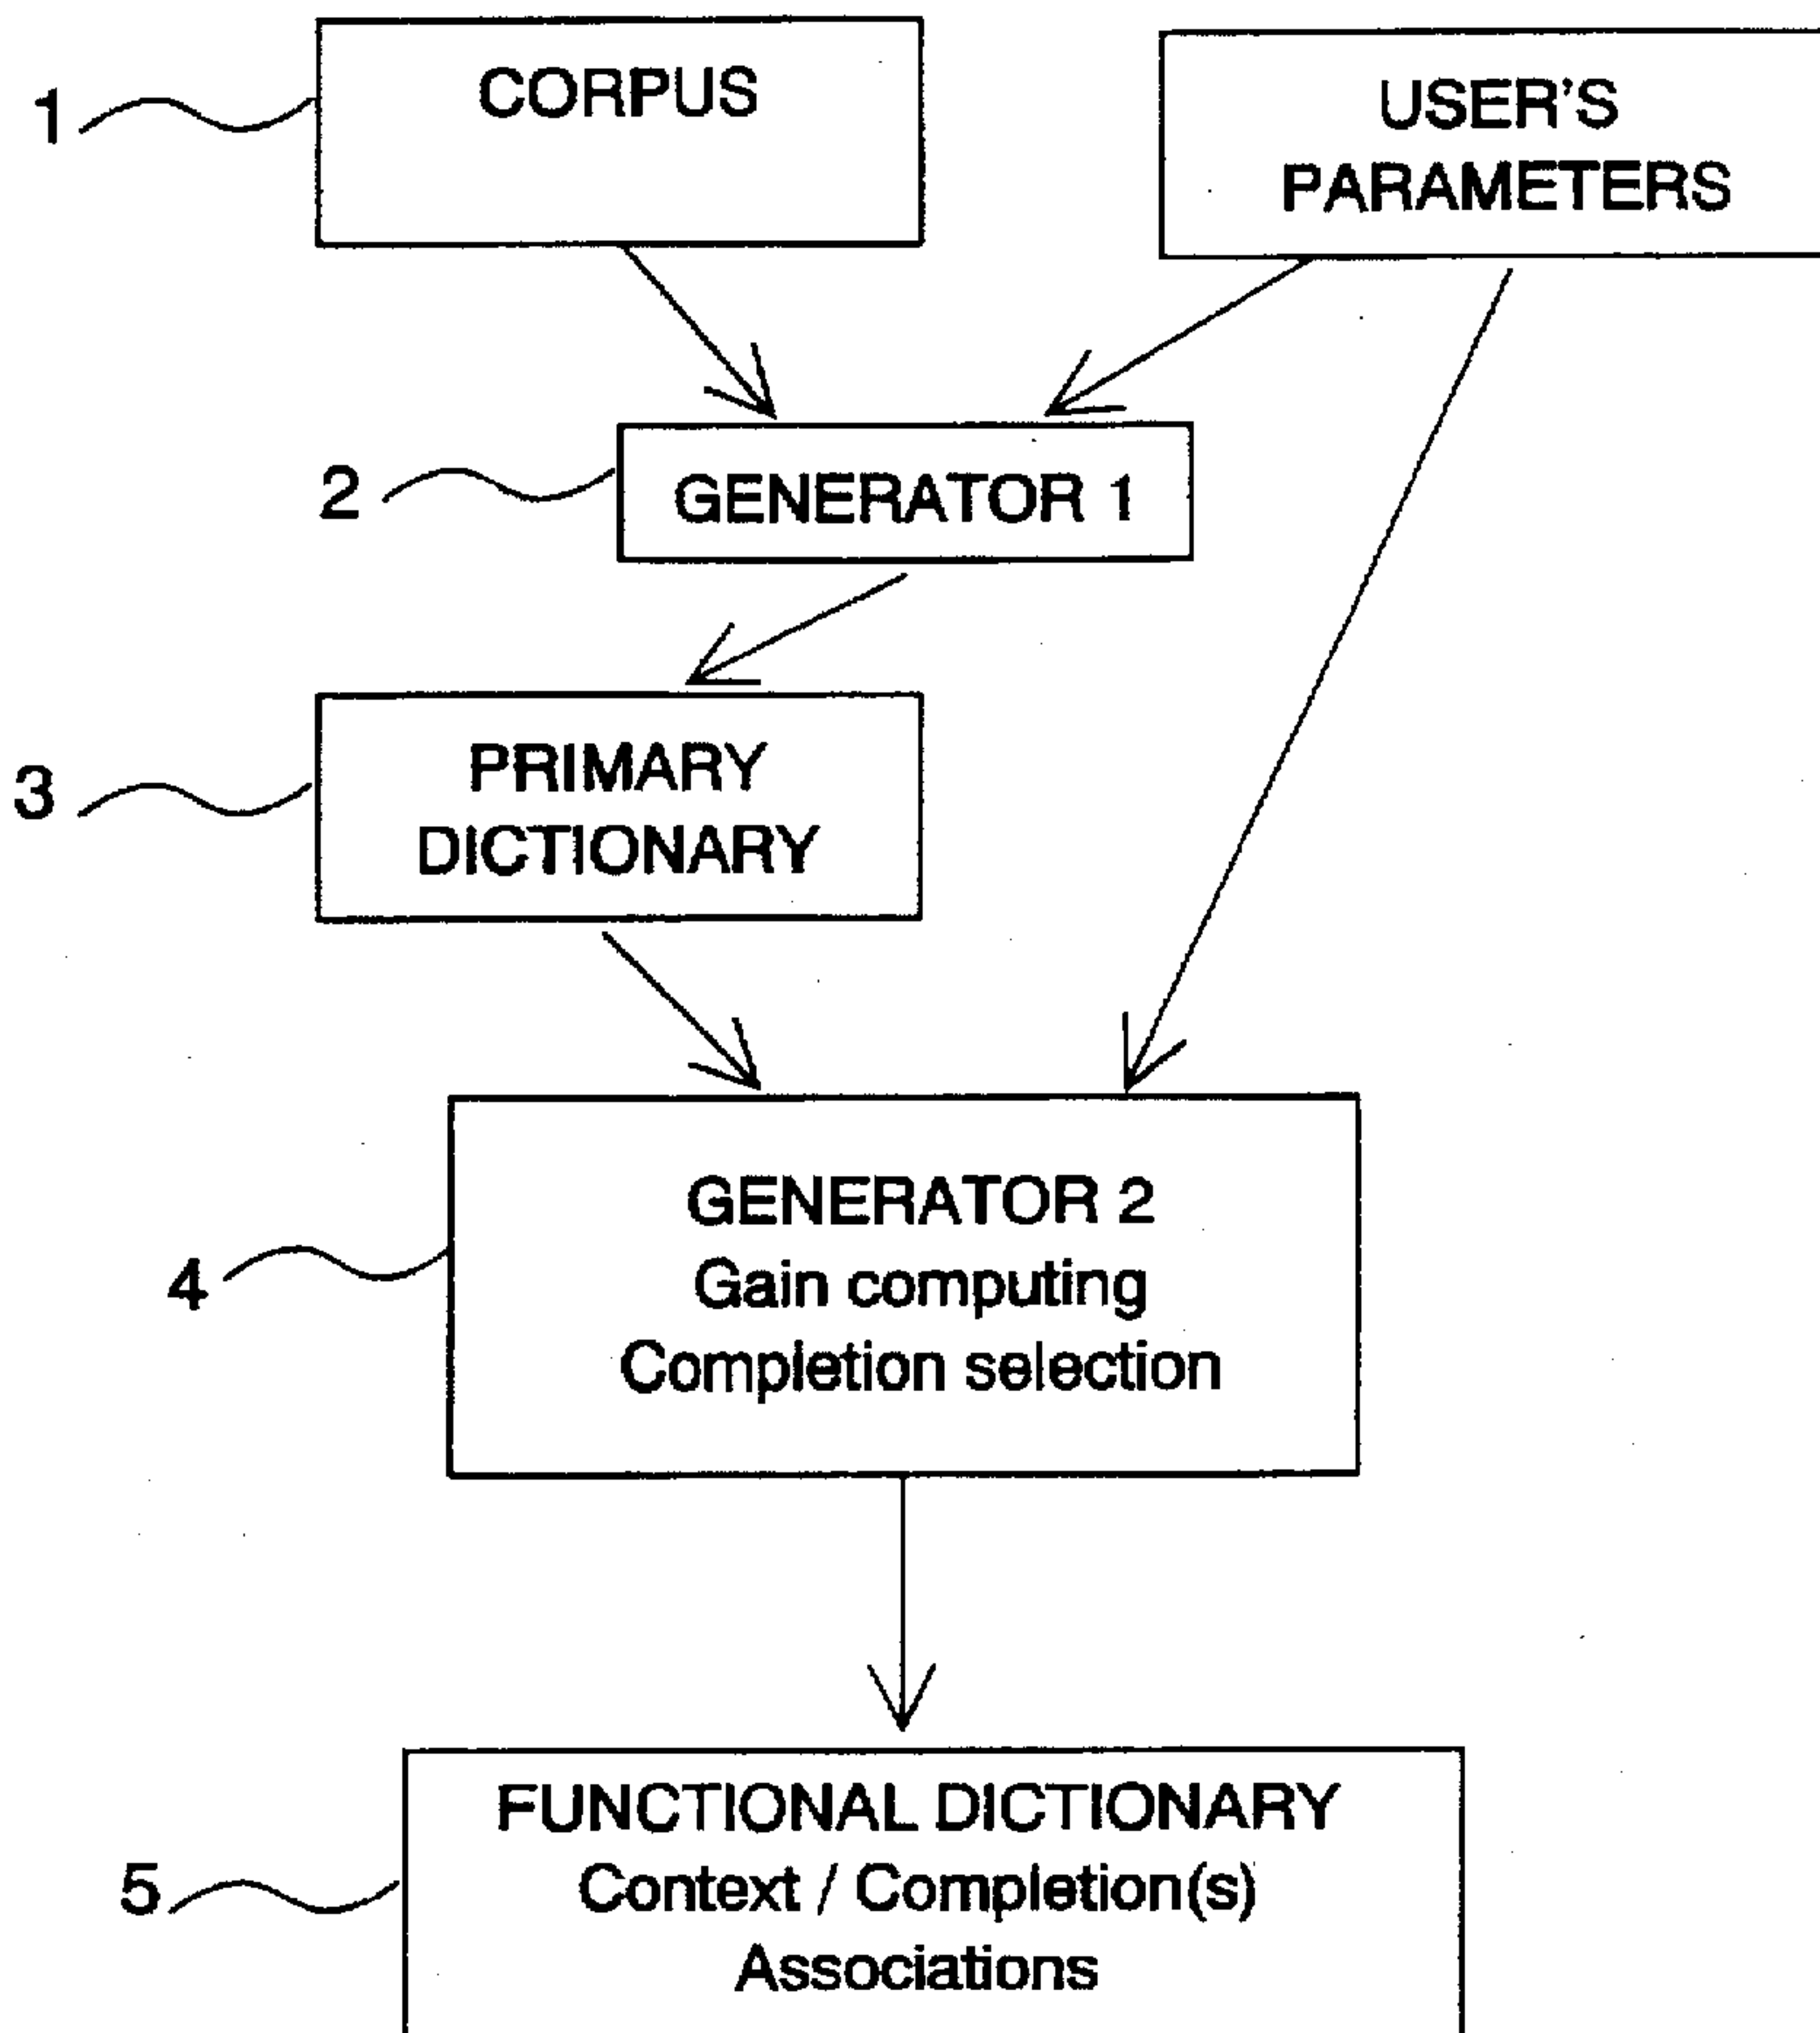 1
CORPUS
USER'S
PARAMETERS
2
GENERATOR 1
3
PRIMARY
DICTIONARY
4
GENERATOR 2
Gain computing
Completion selection
5
FUNCTIONAL DICTIONARY
Context / Completion(s)
Associations